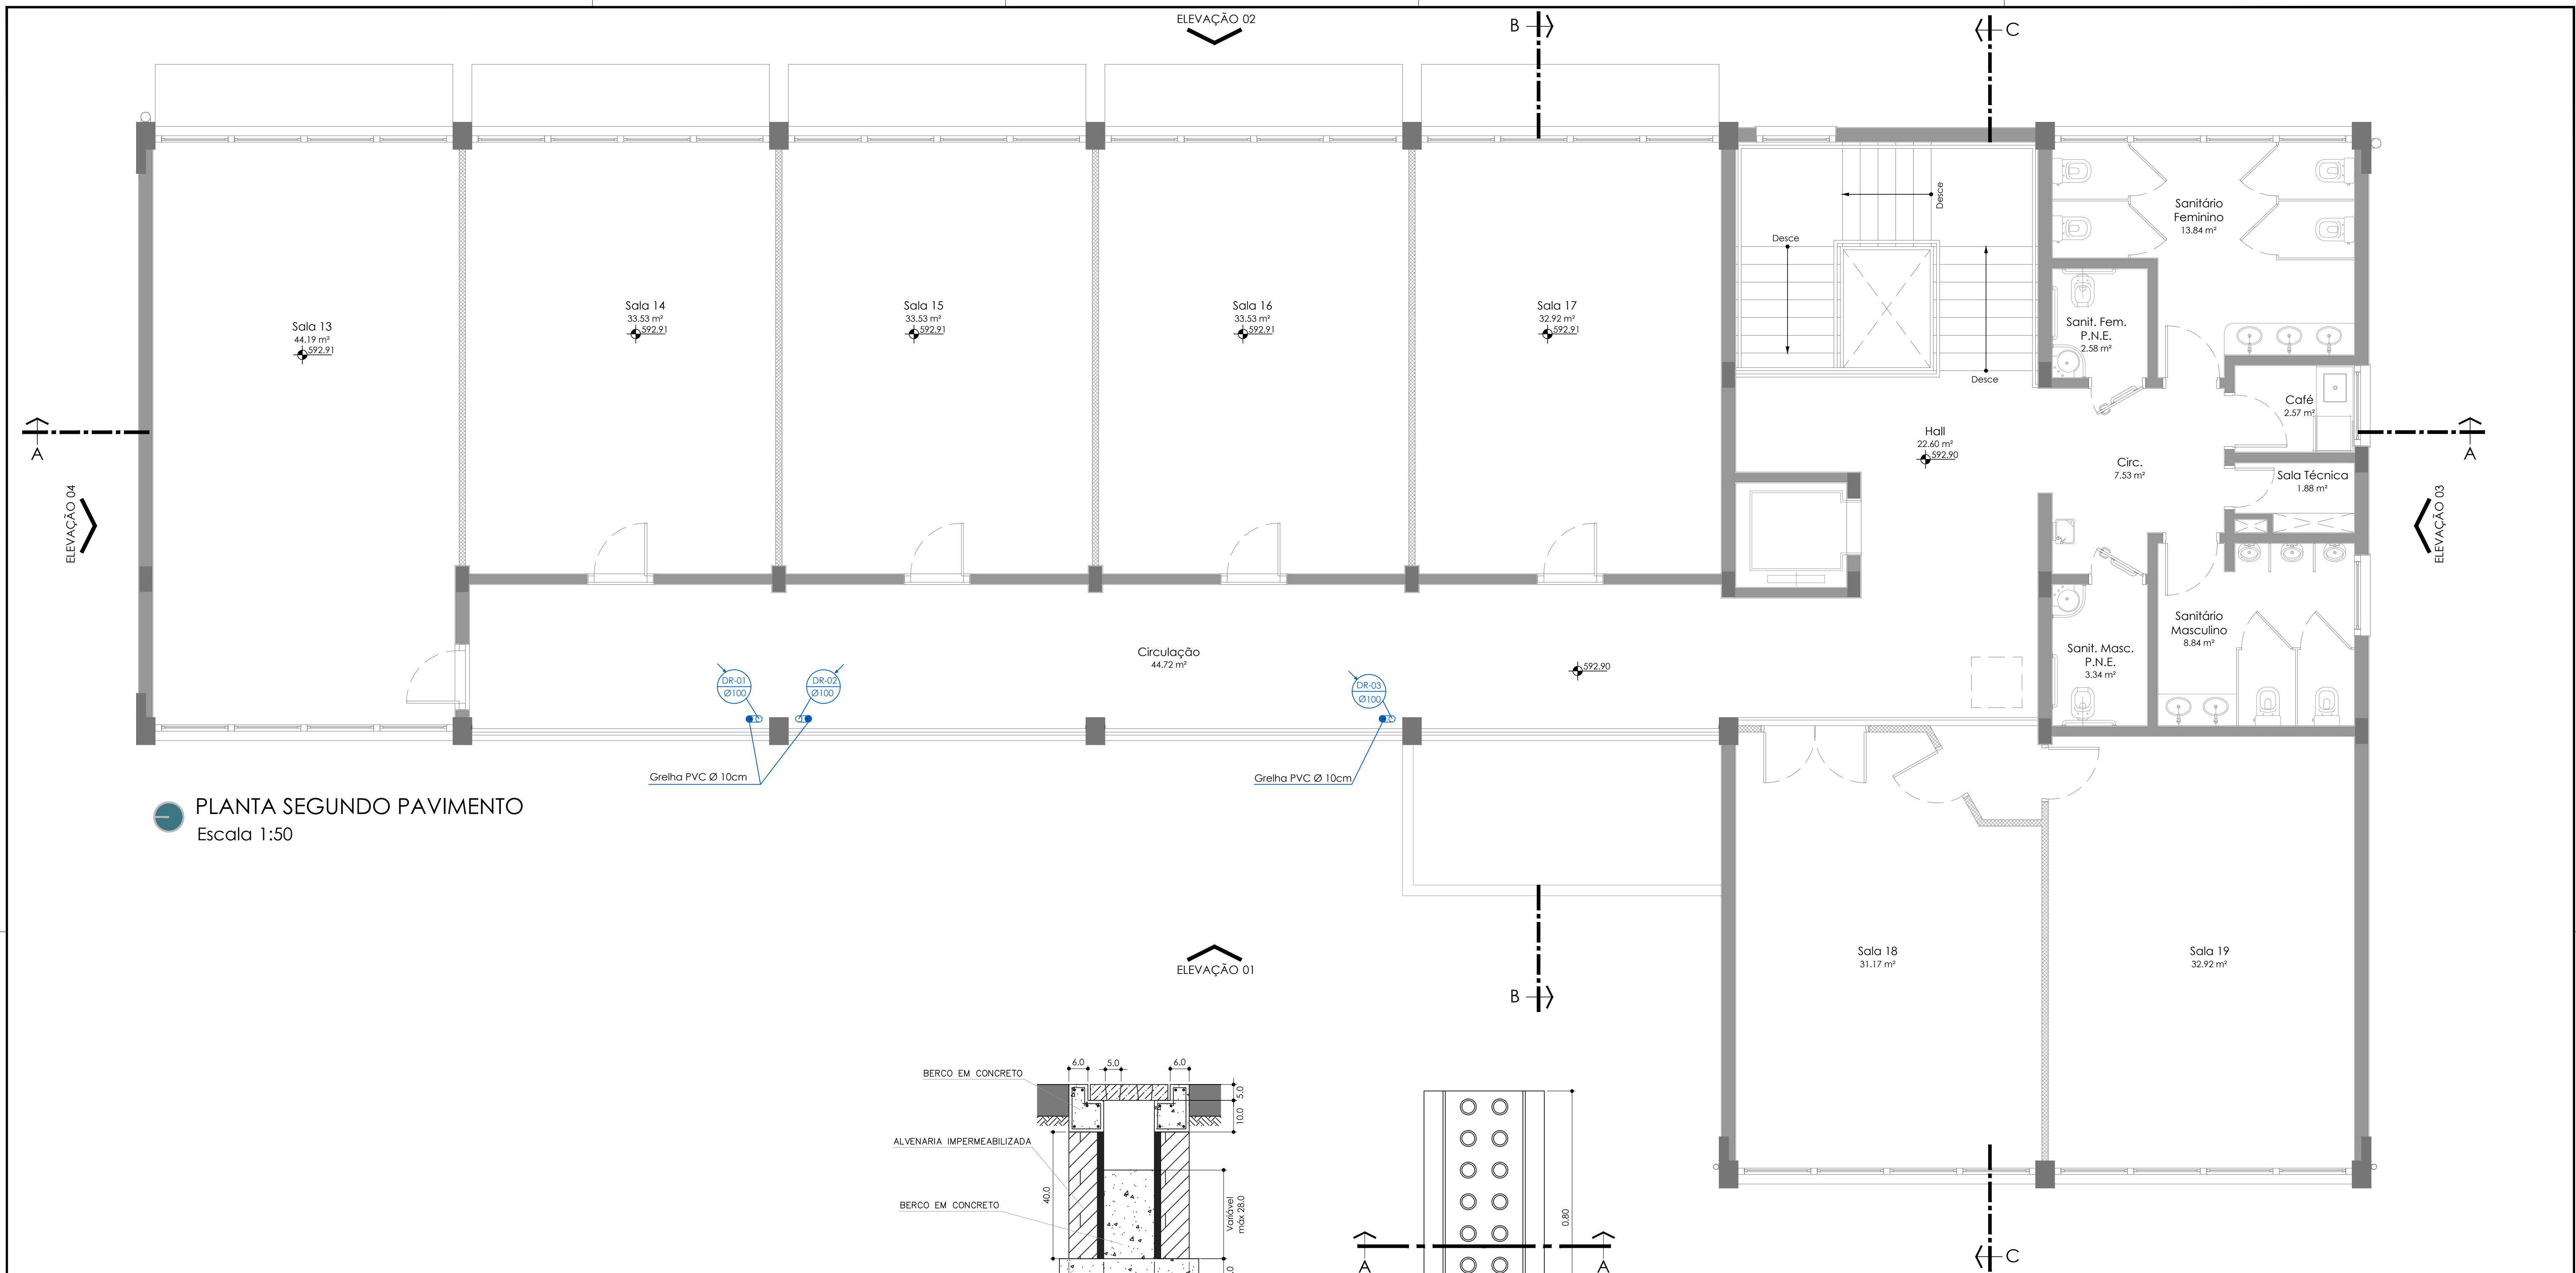 ELEVAÇÃO 02
B
C
Sala 13
44.19 m²
592.91
Sala 14
33.53 m²
592.91
Sala 15
33.53 m²
592.91
Sala 16
33.53 m²
592.91
Sala 17
32.92 m²
592.91
Desce
Desce
Desce
Sanitário
Feminino
13.84 m²
Sanit. Fem.
P.N.E.
2.58 m²
Café
2.57 m²
Hall
22.60 m²
592.90
Circ.
7.53 m²
Sala Técnica
1.88 m²
A
A
ELEVAÇÃO 04
ELEVAÇÃO 03
Sanitário
Masculino
8.84 m²
Sanit. Masc.
P.N.E.
3.34 m²
Circulação
44.72 m²
592.90
DR-01
Ø100
DR-02
Ø100
DR-03
Ø100
Grelha PVC Ø 10cm
Grelha PVC Ø 10cm
PLANTA SEGUNDO PAVIMENTO
Escala 1:50
ELEVAÇÃO 01
B
Sala 18
31.17 m²
Sala 19
32.92 m²
6.0
5.0
6.0
BERCO EM CONCRETO
5.0
10.0
ALVENARIA IMPERMEABILIZADA
40.0
BERCO EM CONCRETO
Variável
máx 28.0
0.80
A
A
C